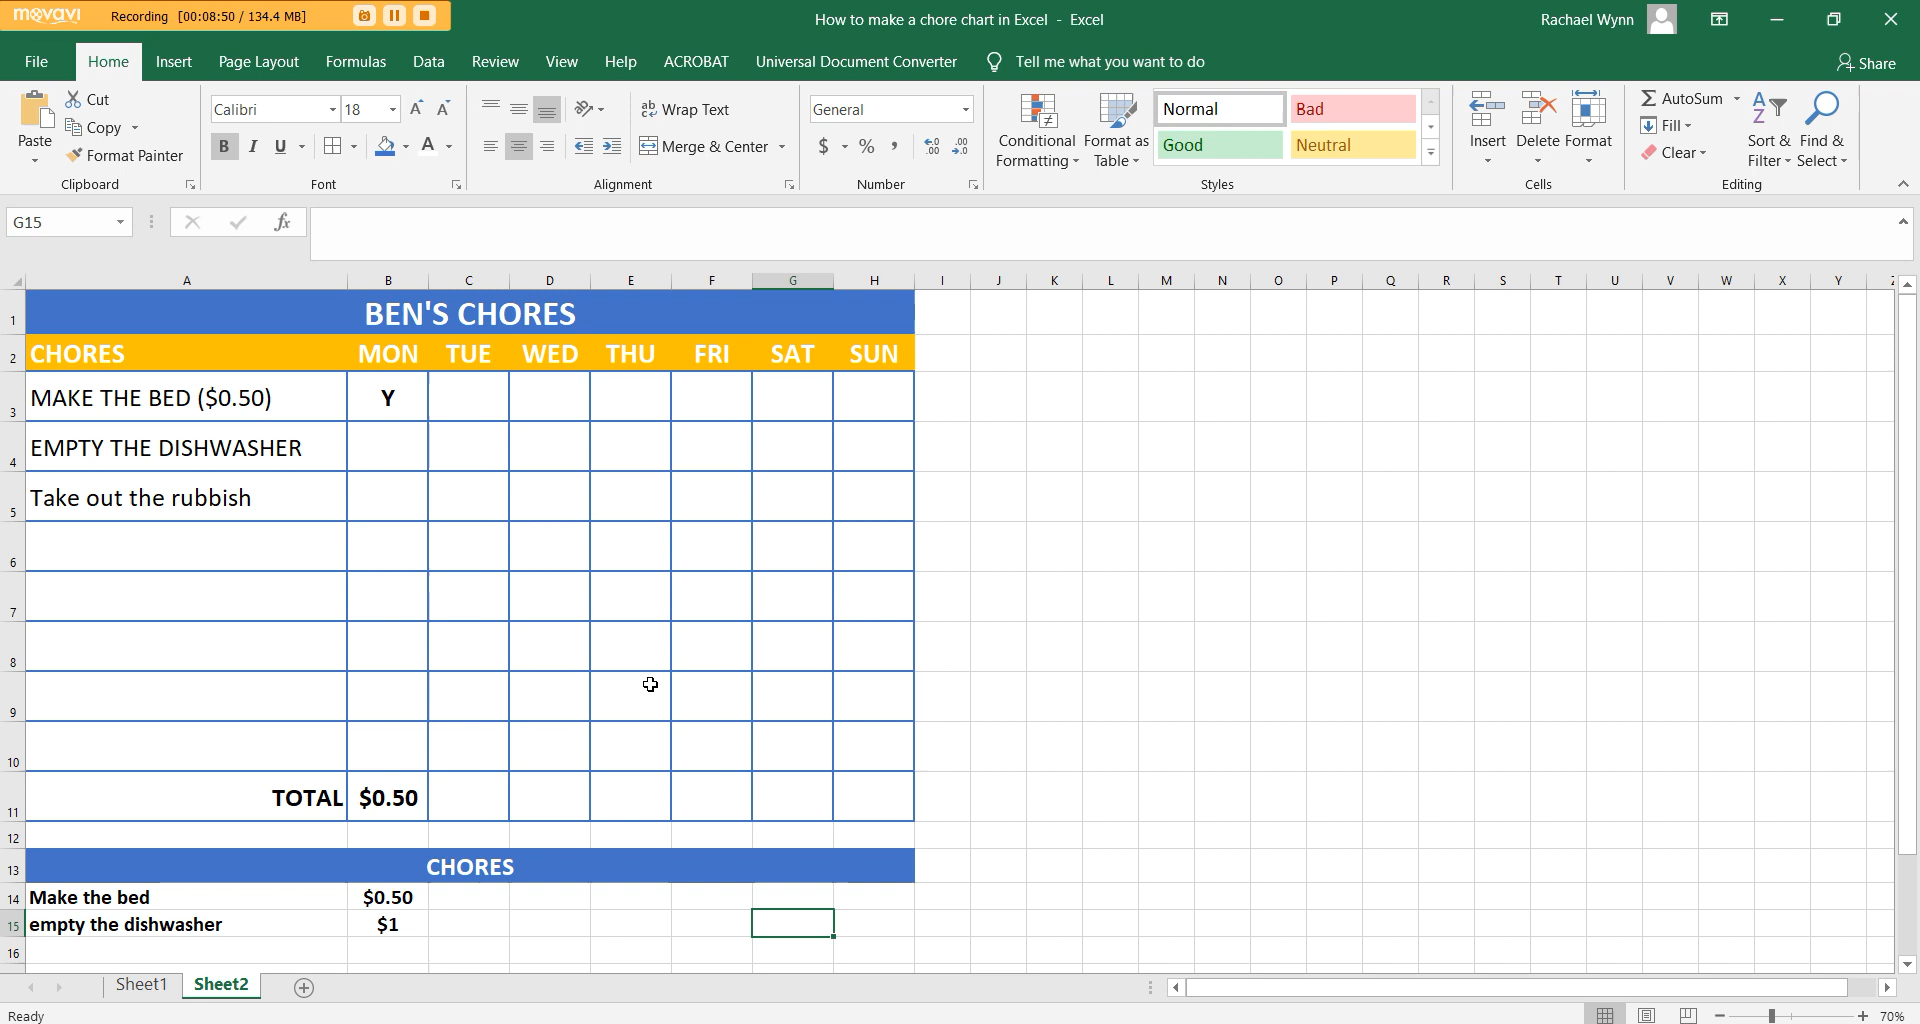 movavi Recording [00:08:50 / 134.4 MB]
How to make a chore chart in Excel - Excel
Rachael Wynn
File Home Insert Page Layout Formulas Data Review View Help ACROBAT Universal Document Converter Tell me what you want to do Share
Paste
Cut
Copy
Format Painter
Clipboard
Calibri 18
B I U
Font
Wrap Text
Merge & Center
Alignment
General
$ % ,
Number
Conditional Formatting
Format as Table
Normal Bad
Good Neutral
Styles
Insert Delete Format
Cells
AutoSum
Fill
Clear
Sort & Filter
Find & Select
Editing
G15 fx
A B C D E F G H I J K L M N O P Q R S T U V W X Y
1 BEN'S CHORES
2 CHORES MON TUE WED THU FRI SAT SUN
3 MAKE THE BED ($0.50) Y
4 EMPTY THE DISHWASHER
5 Take out the rubbish
6
7
8
9
10
11 TOTAL $0.50
12
13 CHORES
14 Make the bed $0.50
15 empty the dishwasher $1
16
Sheet1 Sheet2
Ready 70%